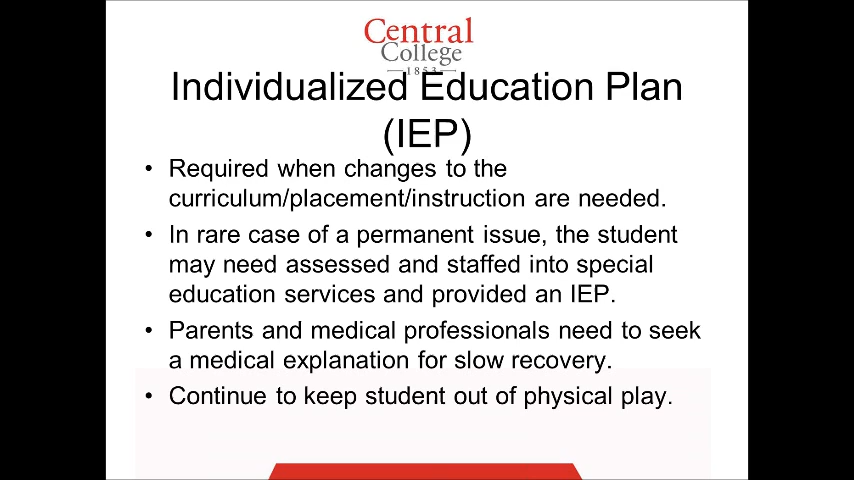 Central
College
1853
Individualized Education Plan
(IEP)
• Required when changes to the
curriculum/placement/instruction are needed.
• In rare case of a permanent issue, the student
may need assessed and staffed into special
education services and provided an IEP.
• Parents and medical professionals need to seek
a medical explanation for slow recovery.
• Continue to keep student out of physical play.